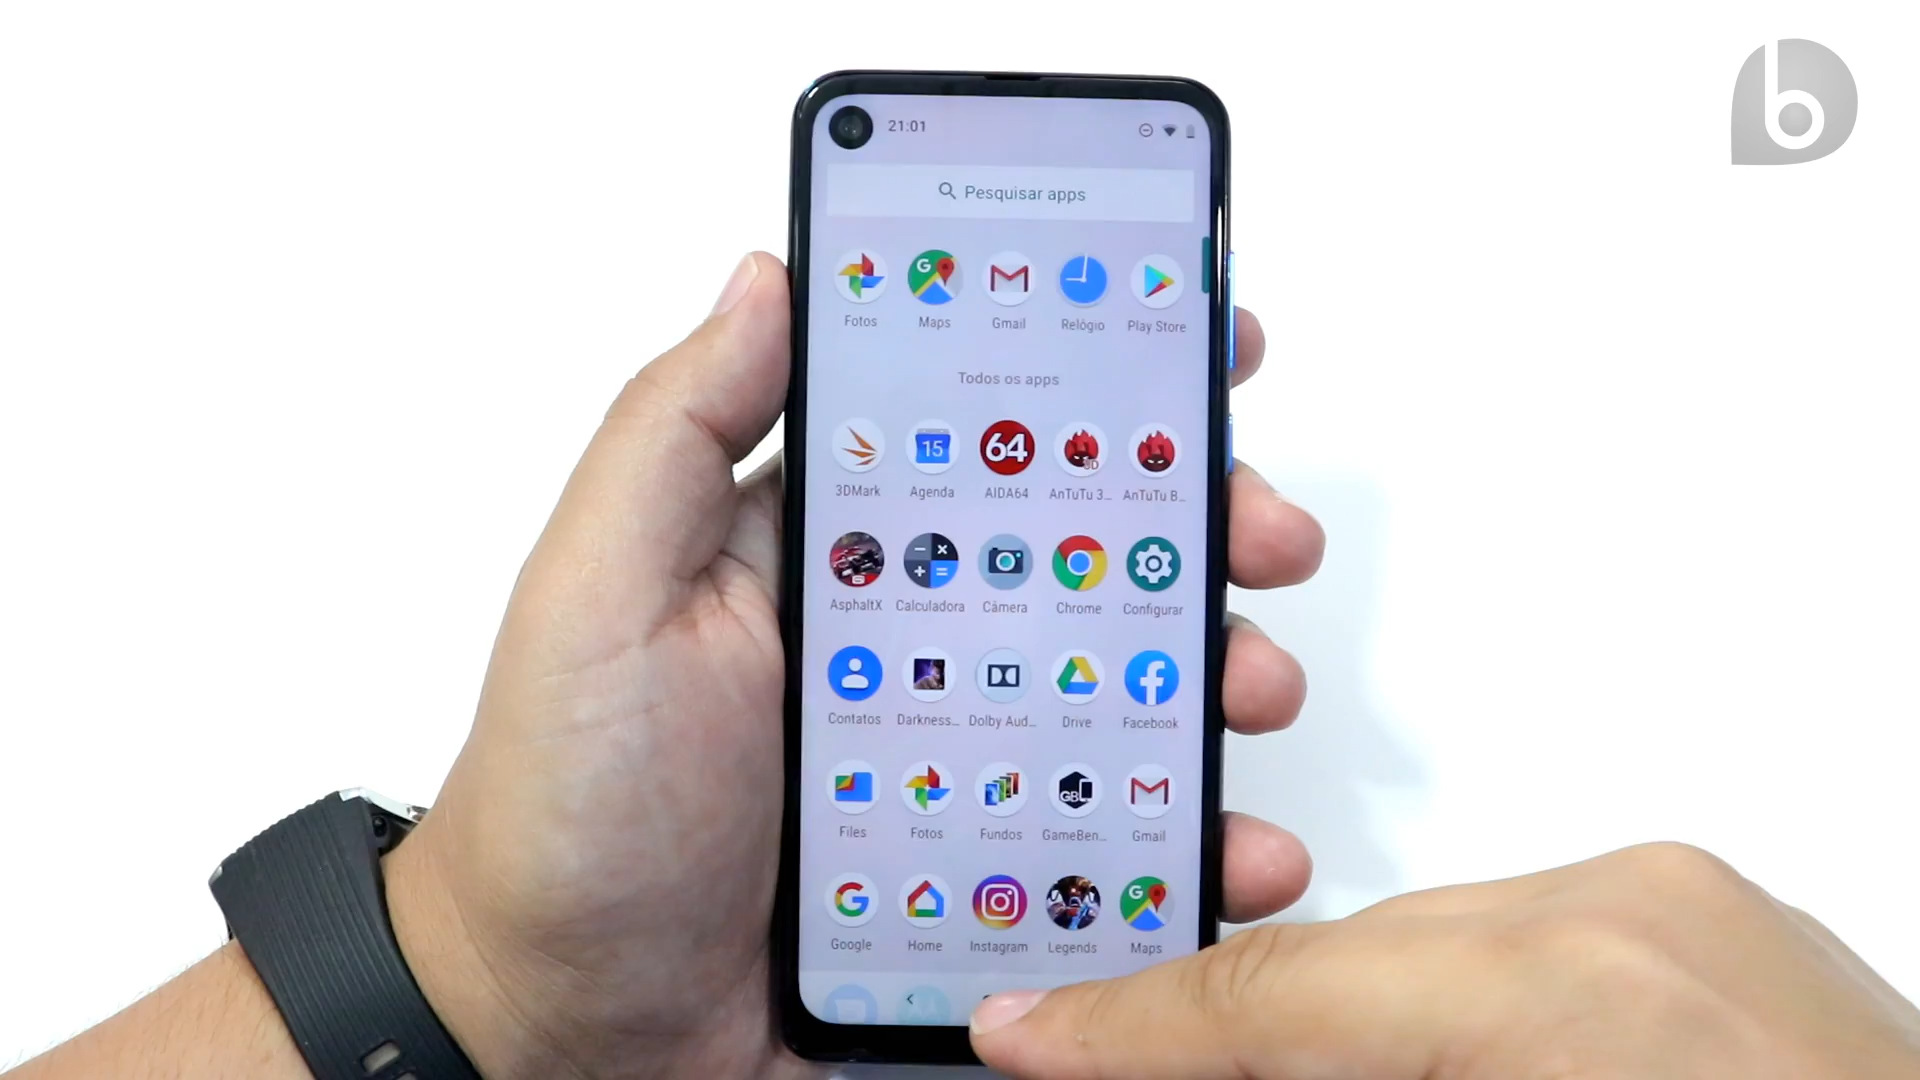 b
21:01
Pesquisar apps
G
Fotos Maps Gmail Relógio Play Store
Todos os apps
15 64 3D
3DMark Agenda AIDA64 AnTuTu 3... AnTuTu B...
AsphaltX Calculadora Câmera Chrome Configurar
Contatos Darkness... Dolby Aud... Drive Facebook
GB
Files Fotos Fundos GameBen... Gmail
G
Google Home Instagram Legends Maps